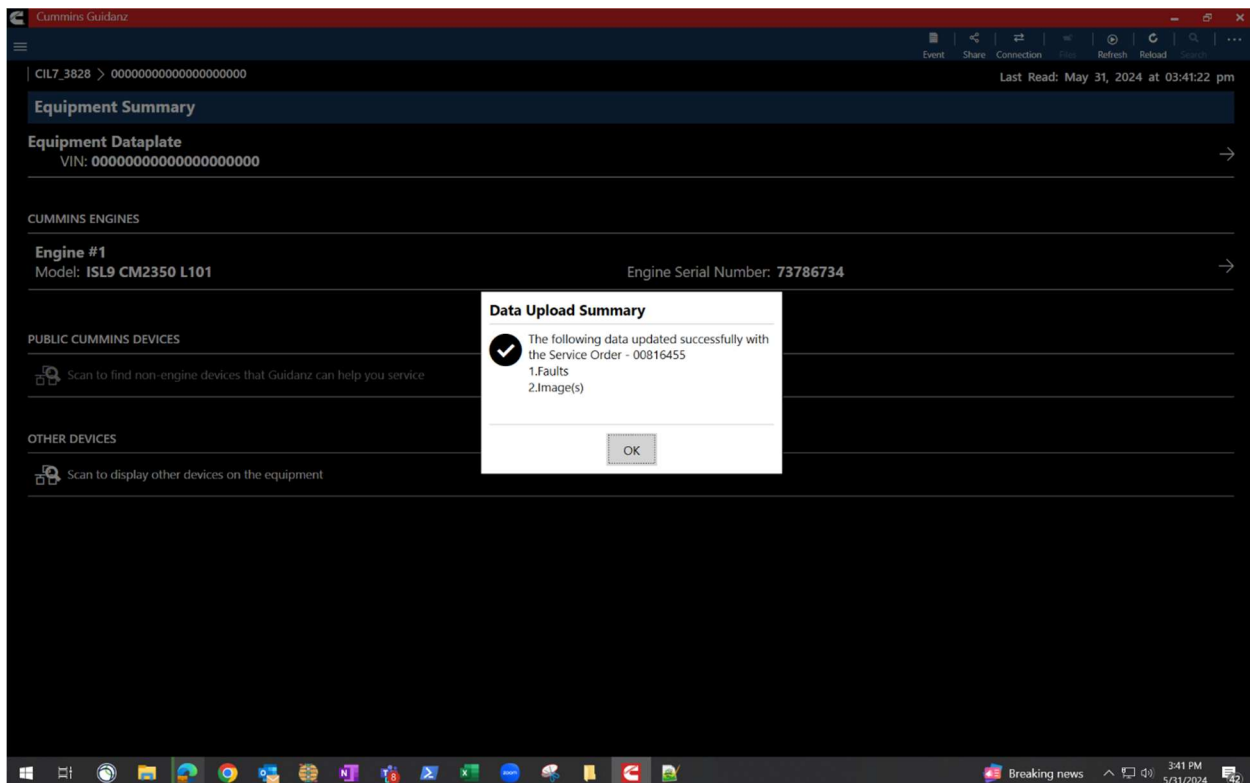 Cummins Guidanz
Event Share Connection Files Refresh Reload Search
CIL7_3828 > 00000000000000000000
Last Read: May 31, 2024 at 03:41:22 pm
Equipment Summary
Equipment Dataplate
VIN: 00000000000000000000
CUMMINS ENGINES
Engine #1
Model: ISL9 CM2350 L101
Engine Serial Number: 73786734
Data Upload Summary
The following data updated successfully with
the Service Order - 00816455
1.Faults
2.Image(s)
OK
PUBLIC CUMMINS DEVICES
Scan to find non-engine devices that Guidanz can help you service
OTHER DEVICES
Scan to display other devices on the equipment
Breaking news
3:41 PM
5/31/2024
42